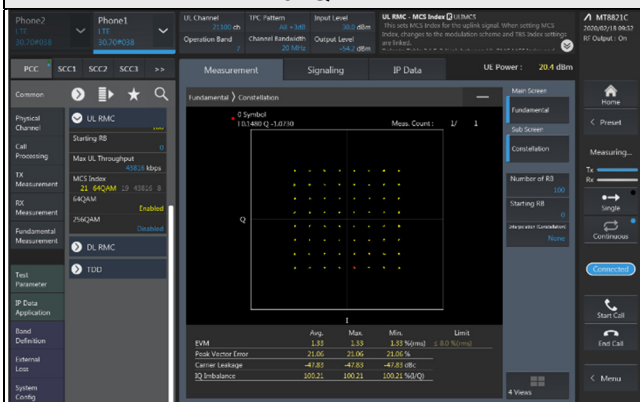 Phone2
LTE
30.70#038
Phone1
LTE
30.70#038
UL Channel
21100 ch
TPC Pattern
All +3dB
Input Level
30.0 dBm
Operation Band
7
Channel Bandwidth
20 MHz
Output Level
-54.2 dBm
UL RMC - MCS Index ULIMCS
This sets MCS Index for the uplink signal. When setting MCS
Index, changes to the modulation scheme and TBS Index settings
are linked.
MT8821C
2020/02/18 09:52
RF Output : On
PCC
SCC1
SCC2
SCC3
>>
Measurement
Signaling
IP Data
UE Power : 20.4 dBm
Common
Physical
Channel
Call
Processing
TX
Measurement
RX
Measurement
Fundamental
Measurement
Test
Parameter
IP Data
Application
Band
Definition
External
Loss
System
Config
UL RMC
Starting RB
0
Max UL Throughput
45816 kbps
MCS Index
21 64QAM 19 45816 0
64QAM
Enabled
256QAM
Disabled
DL RMC
TDD
Fundamental > Constellation
0 Symbol
I 0.1480 Q -1.0730
Meas. Count : 1/ 1
Q
I
Avg. Max. Min. Limit
EVM 1.33 1.33 1.33 %(rms) ≤ 8.0 %(rms)
Peak Vector Error 21.06 21.06 21.06 %
Carrier Leakage -47.83 -47.83 -47.83 dBc
IQ Imbalance 100.21 100.21 100.21 %(I/Q)
Main Screen
Fundamental
Sub Screen
Constellation
Number of RB
100
Starting RB
0
Integration (Constellation)
None
4 Views
Home
< Preset
Measuring...
Tx
Rx
Single
Continuous
Connected
Start Call
End Call
< Menu